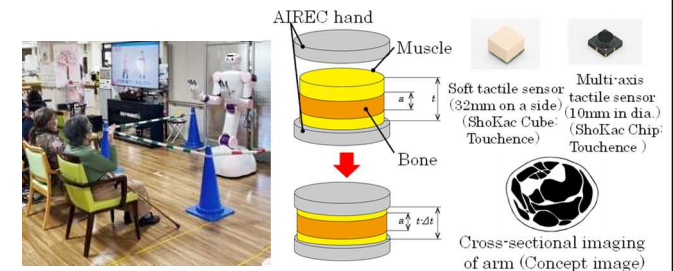 AIREC hand
Muscle
a
t
Bone
a
t-Δt
Soft tactile sensor
(32mm on a side)
(ShoKac Cube:
Touchence)
Multi-axis
tactile sensor
(10mm in dia.)
(ShoKac Chip:
Touchence )
Cross-sectional imaging
of arm (Concept image)